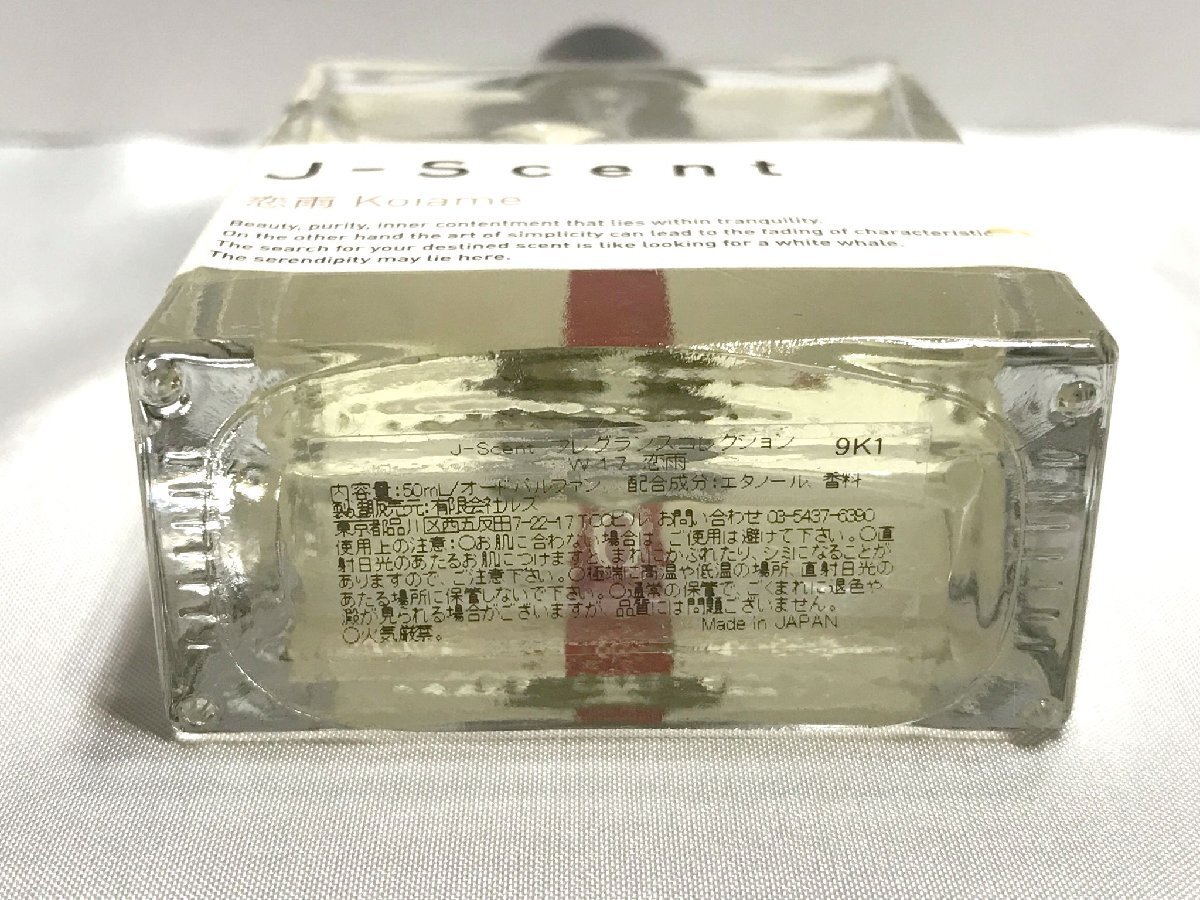 J-Scent
恋雨 Koiame
Beauty, purity, inner contentment that lies within tranquility.
On the other hand the art of simplicity can lead to the fading of characteristic
The search for your destined scent is like looking for a white whale.
The serendipity may lie here.
J-Scent フレグランスコレクション 9K1
W17 恋雨
内容量:50mL/オードパルファン 配合成分:エタノール、香料
製造販売元:有限会社ルズ
東京都品川区西五反田7-22-17 TOCビル お問い合わせ 03-5437-6390
使用上の注意:○お肌に合わない場合は、ご使用は避けて下さい。○直
射日光のあたるお肌につけますと、まれにかぶれたり、シミになることが
ありますので、ご注意下さい。○極端に高温や低温の場所、直射日光の
あたる場所に保管しないで下さい。○通常の保管で、ごくまれに退色や
澱が見られる場合がございますが、品質には問題ございません。
○火気厳禁。 Made in JAPAN